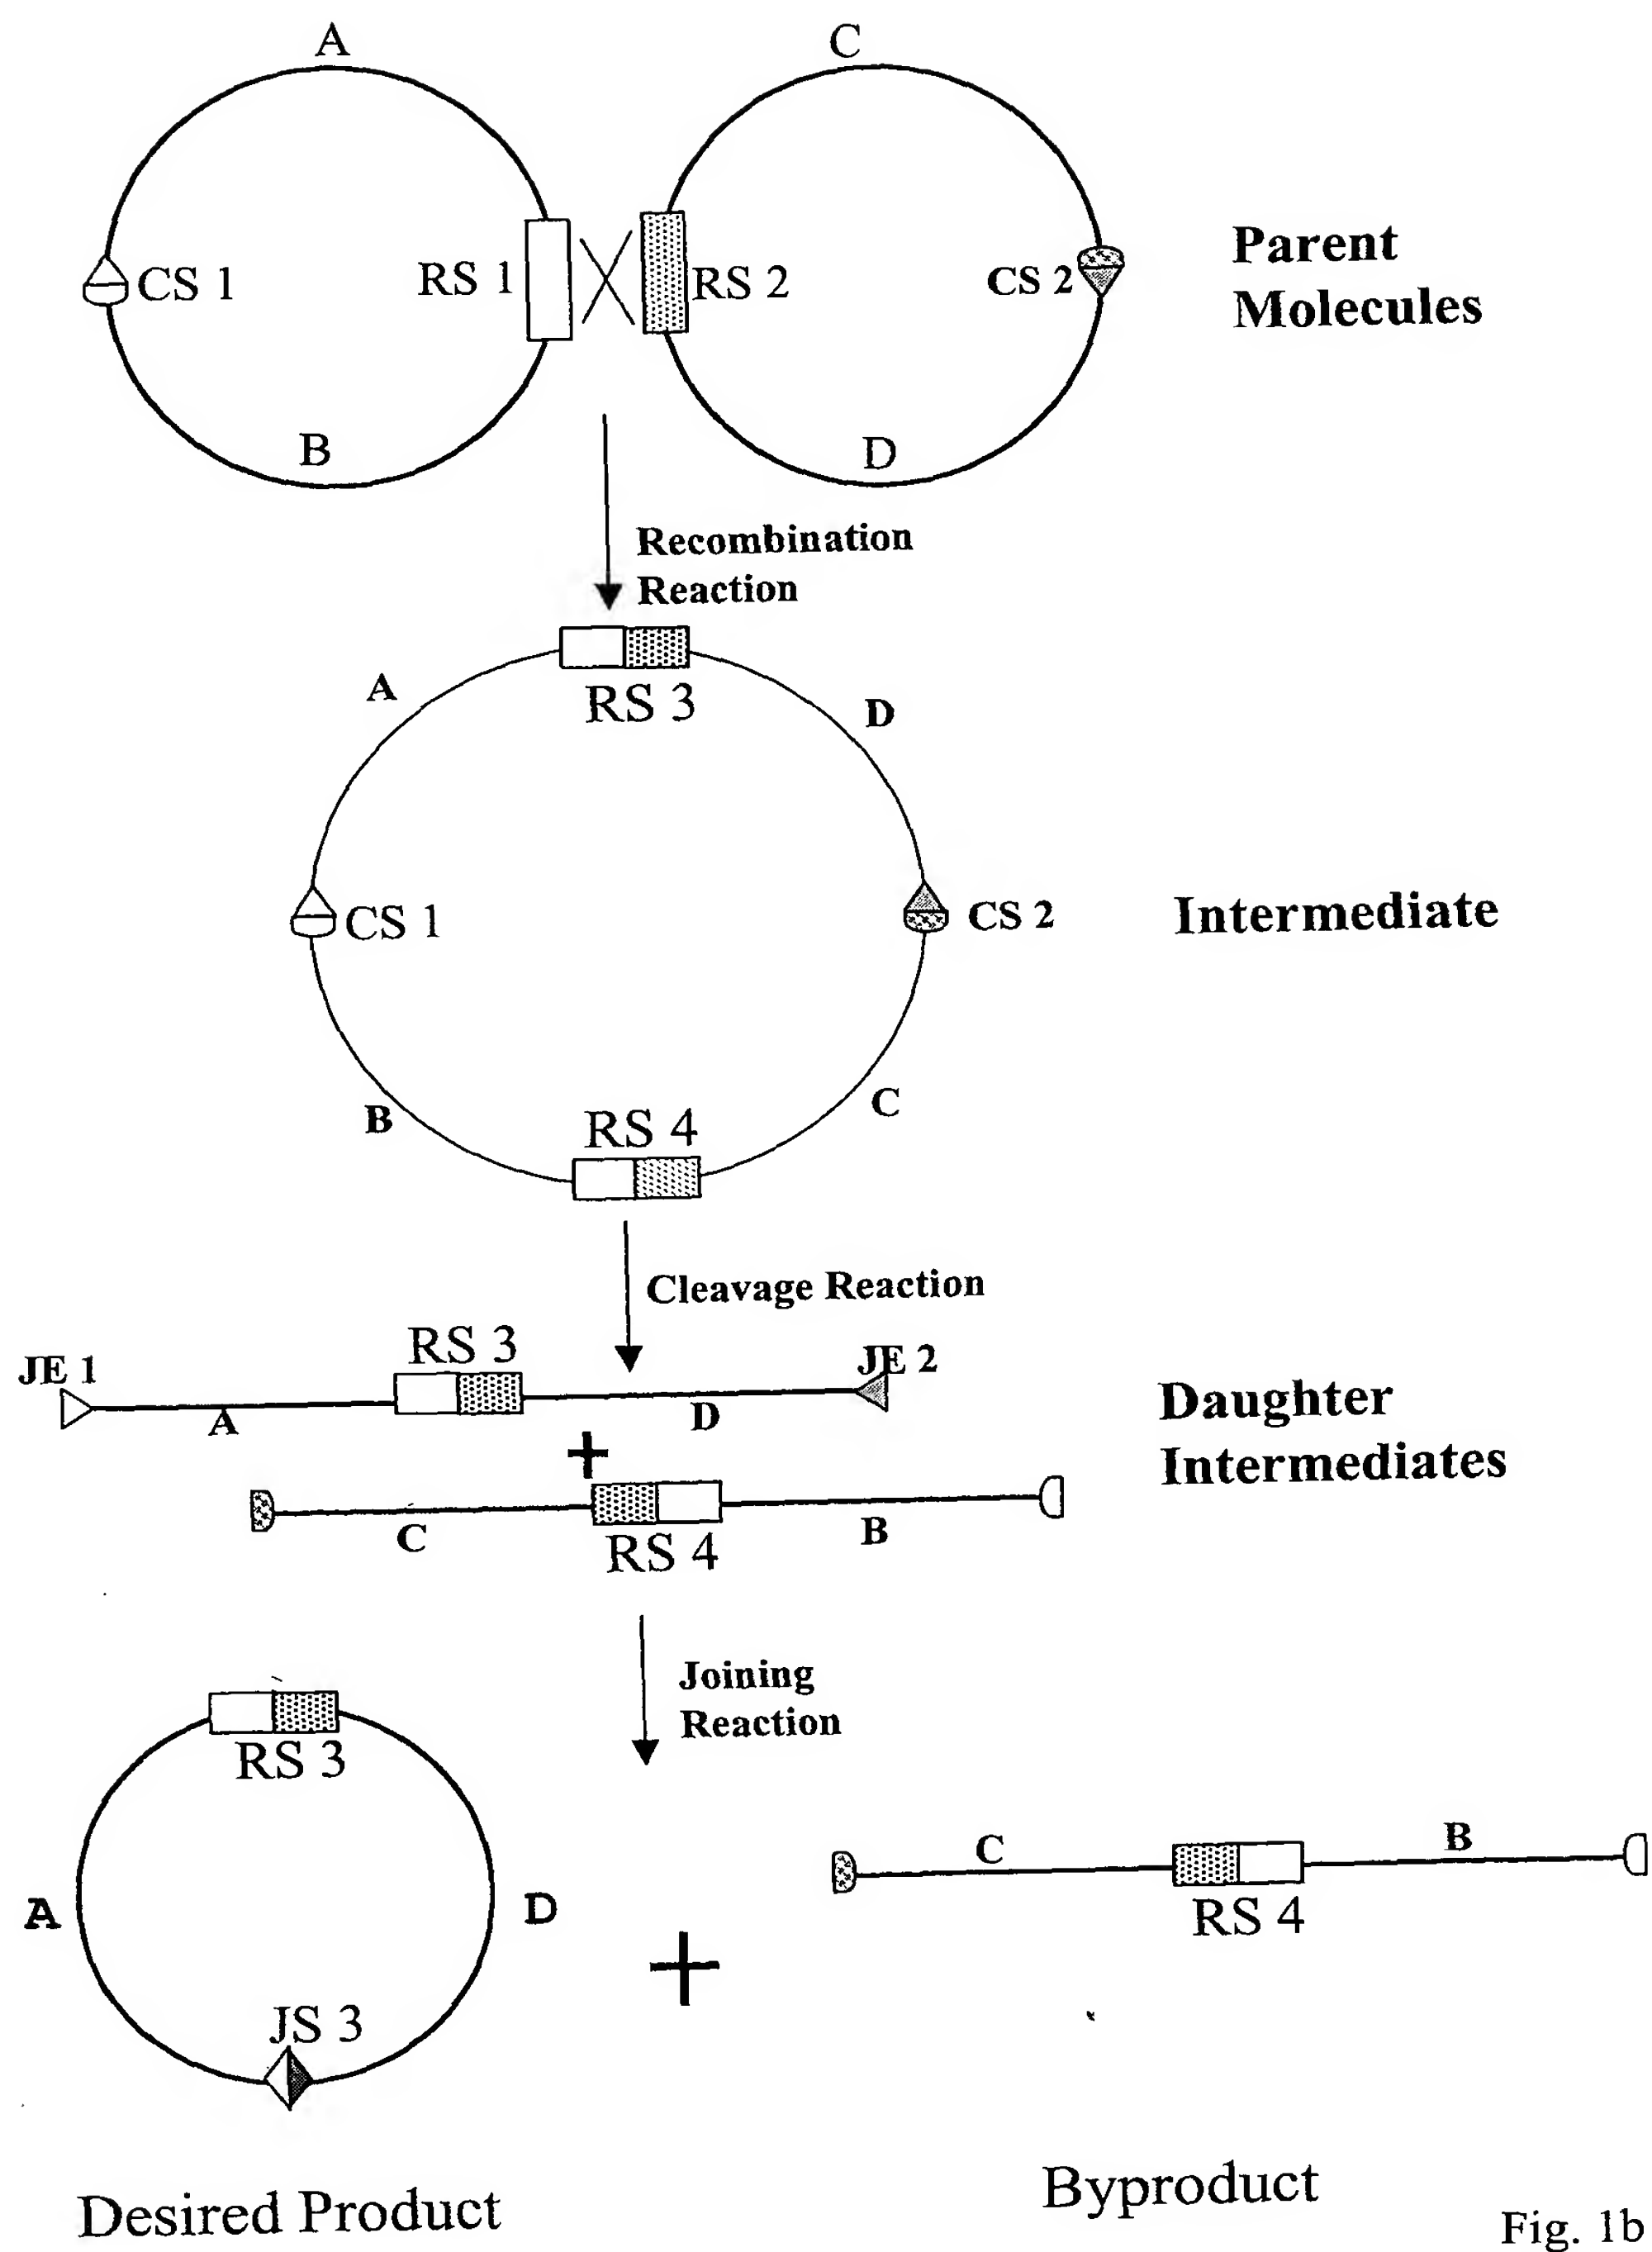 A
C
CS 1
RS 1
RS 2
CS 2
Parent
Molecules
B
D
Recombination
Reaction
A
RS 3
D
CS 1
CS 2
Intermediate
B
RS 4
C
Cleavage Reaction
JE 1
RS 3
JE 2
A
D
Daughter
Intermediates
+
C
RS 4
B
Joining
Reaction
RS 3
A
D
C
B
RS 4
+
JS 3
Desired Product
Byproduct
Fig. 1b